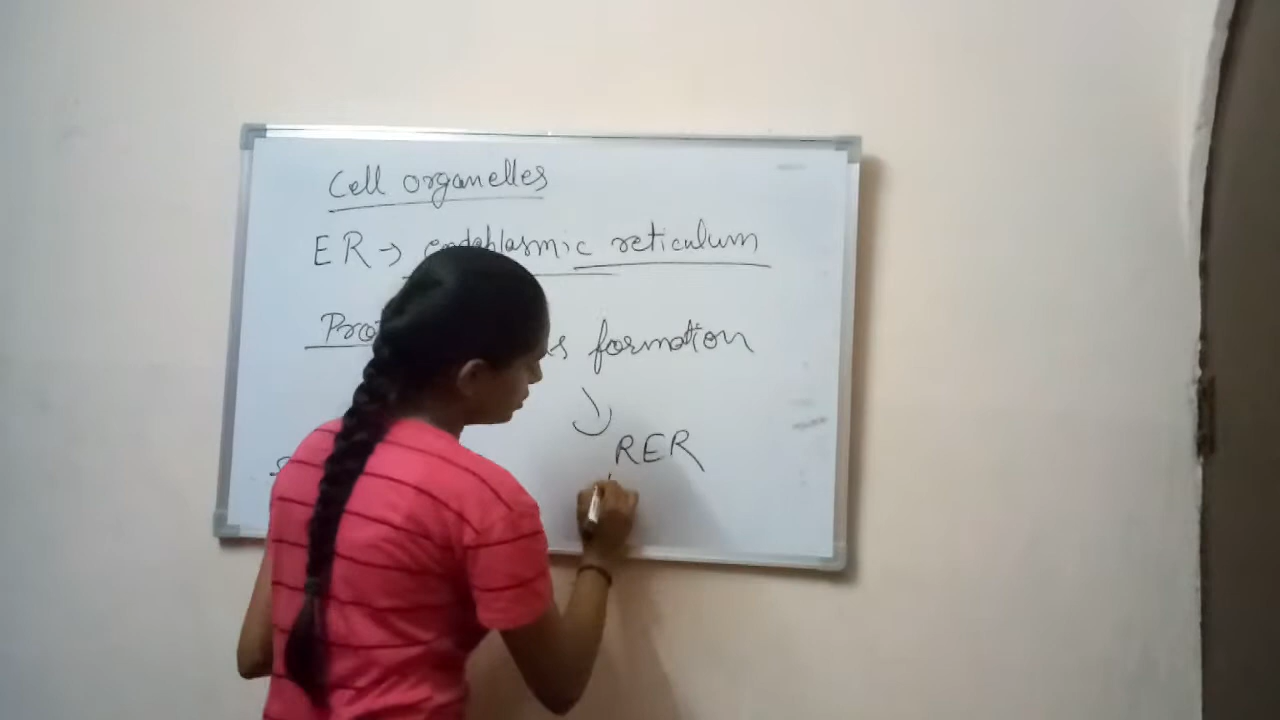 Cell organelles
ER → endoplasmic reticulum
formation
RER